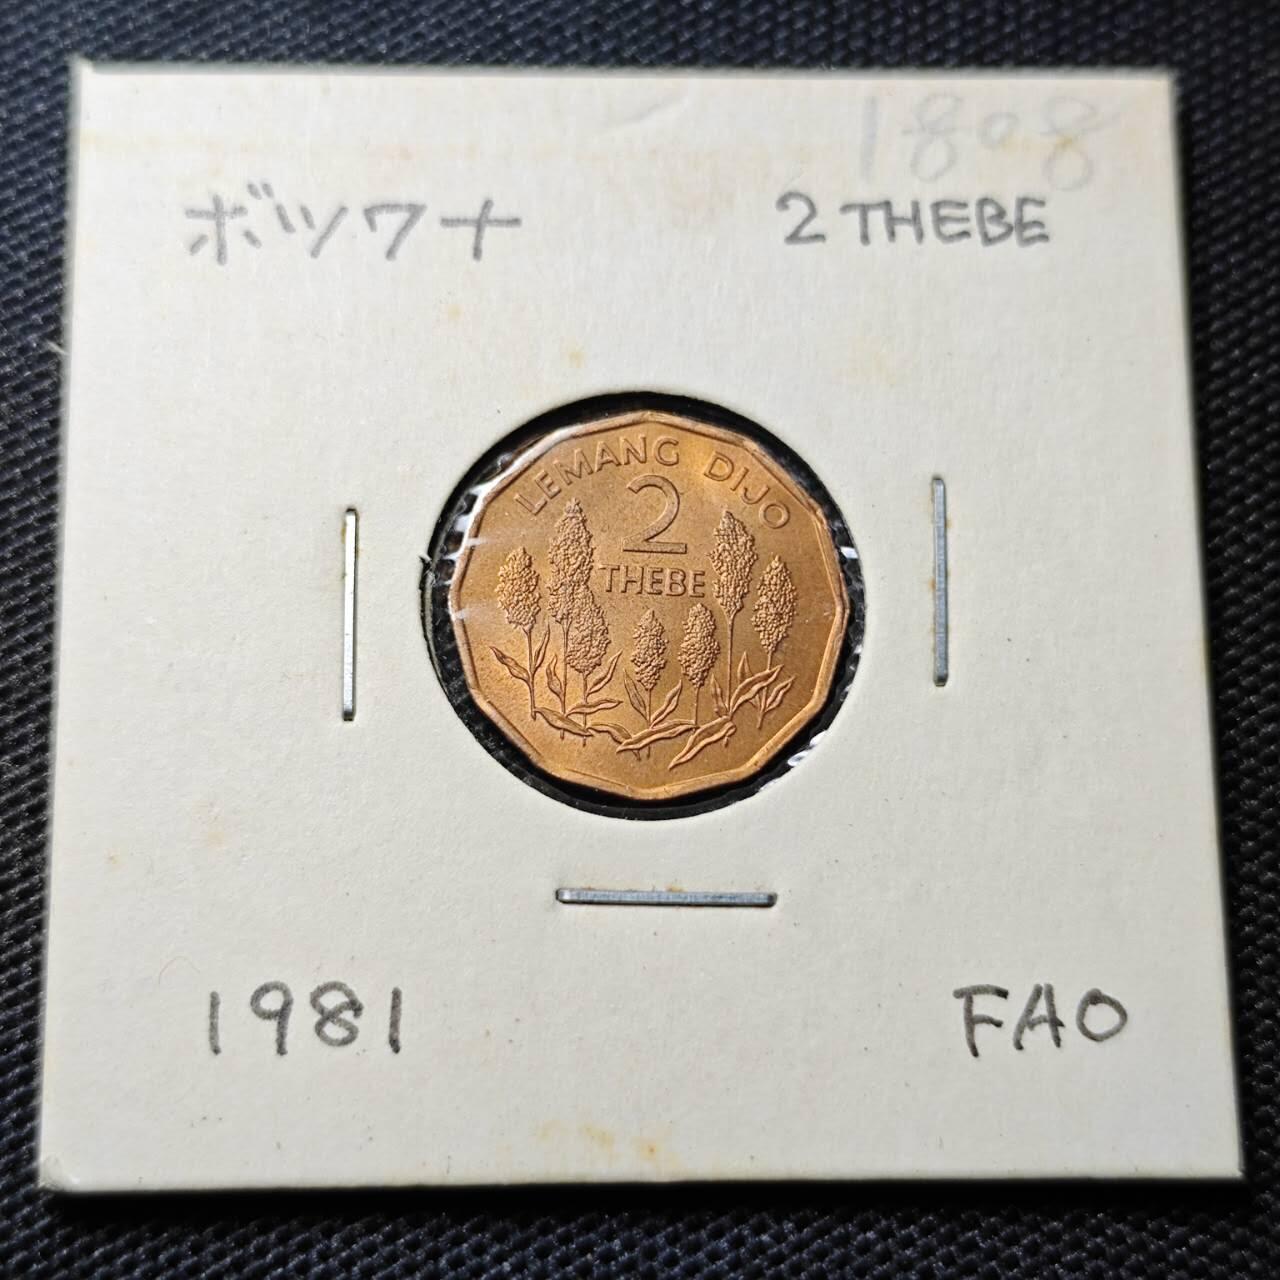 1808
ボツワナ 2 THEBE
LEMANG DIJO
2
THEBE
1981 FAO